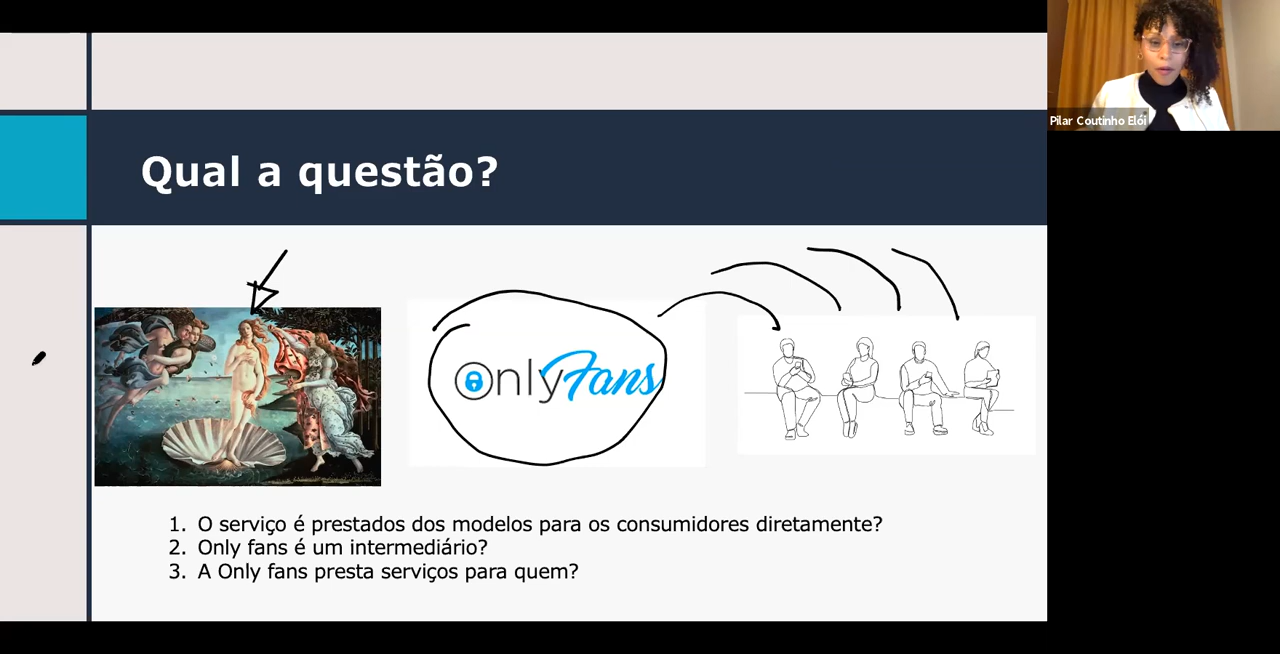 Qual a questão?
Pilar Coutinho Elói
OnlyFans
1. O serviço é prestados dos modelos para os consumidores diretamente?
2. Only fans é um intermediário?
3. A Only fans presta serviços para quem?